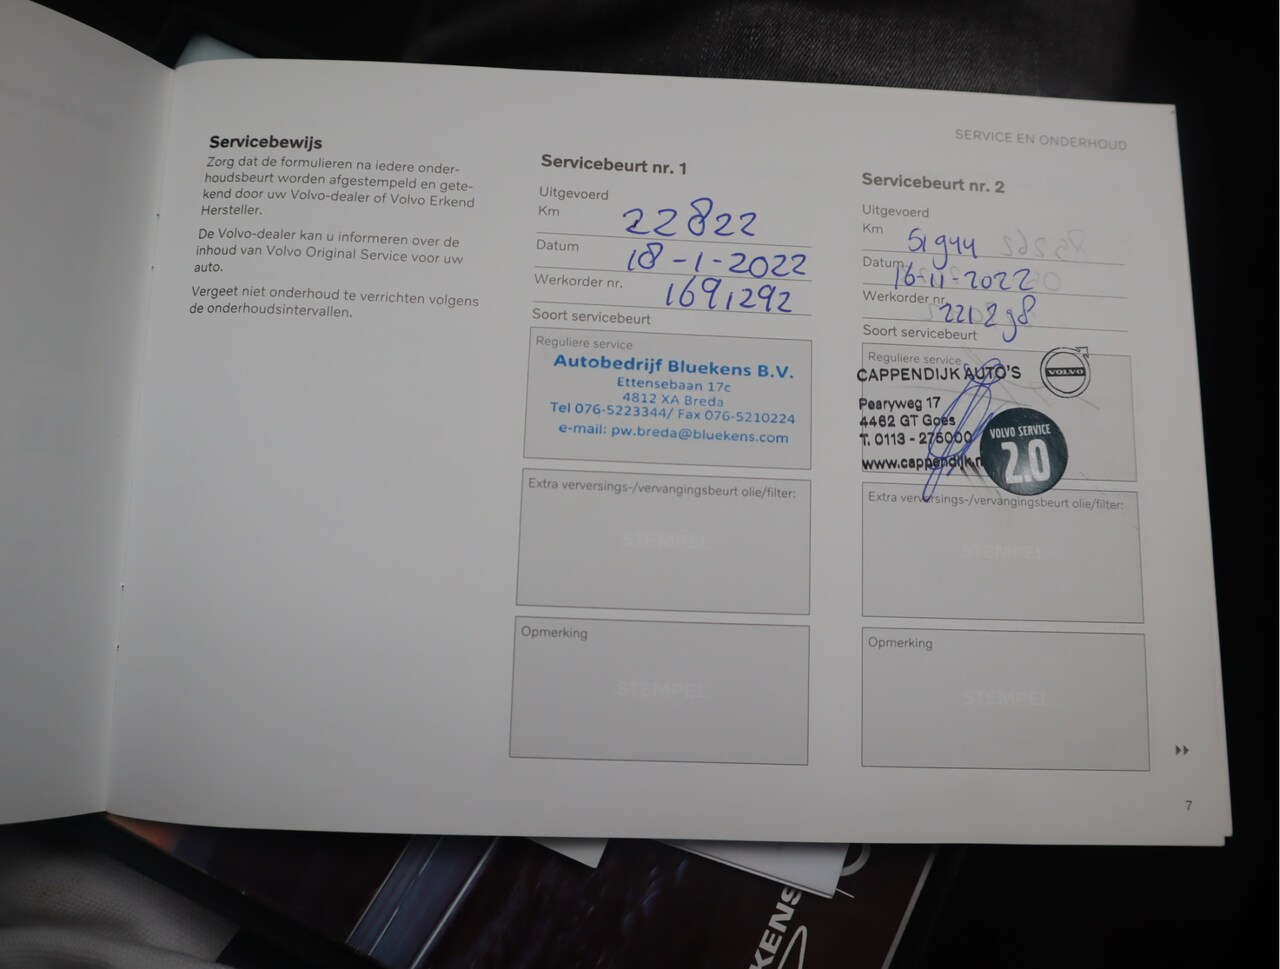 SERVICE EN ONDERHOUD
Servicebewijs
Zorg dat de formulieren na iedere onder-
houdsbeurt worden afgestempeld en gete-
kend door uw Volvo-dealer of Volvo Erkend
Hersteller.
De Volvo-dealer kan u informeren over de
inhoud van Volvo Original Service voor uw
auto.
Vergeet niet onderhoud te verrichten volgens
de onderhoudsintervallen.
Servicebeurt nr. 1
Uitgevoerd
Km 22822
Datum 18-1-2022
Werkorder nr. 1691292
Soort servicebeurt
Reguliere service
Autobedrijf Bluekens B.V.
Ettensebaan 17c
4812 XA Breda
Tel 076-5223344/ Fax 076-5210224
e-mail: pw.breda@bluekens.com
Extra verversings-/vervangingsbeurt olie/filter:
STEMPEL
Opmerking
STEMPEL
Servicebeurt nr. 2
Uitgevoerd
Km 51944
Datum 16-11-2022
Werkorder nr. 221298
Soort servicebeurt
Reguliere service
CAPPENDIJK AUTO'S
VOLVO
Pearyweg 17
4462 GT Goes
T. 0113 - 276000
www.cappendijk.n
VOLVO SERVICE
2.0
Extra verversings-/vervangingsbeurt olie/filter:
STEMPEL
Opmerking
STEMPEL
7
KENS